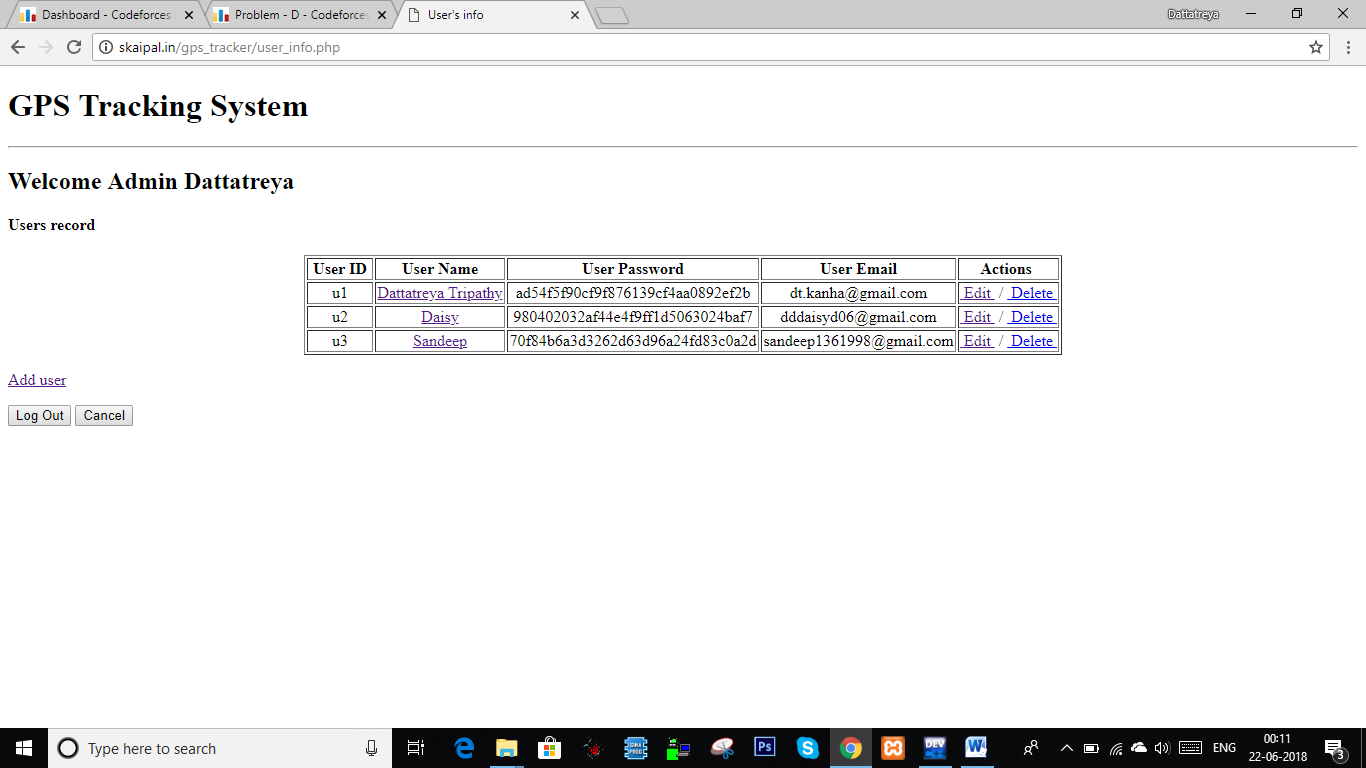 Dashboard - Codeforces
Problem - D - Codeforces
User's info
Dattatreya
skaipal.in/gps_tracker/user_info.php
GPS Tracking System
Welcome Admin Dattatreya
Users record
User ID User Name User Password User Email Actions
u1 Dattatreya Tripathy ad54f5f90cf9f876139cf4aa0892ef2b dt.kanha@gmail.com Edit / Delete
u2 Daisy 980402032af44e4f9ff1d5063024baf7 dddaisyd06@gmail.com Edit / Delete
u3 Sandeep 70f84b6a3d3262d63d96a24fd83c0a2d sandeep1361998@gmail.com Edit / Delete
Add user
Log Out Cancel
Type here to search
Ps
DEV
ENG
00:11
22-06-2018
3